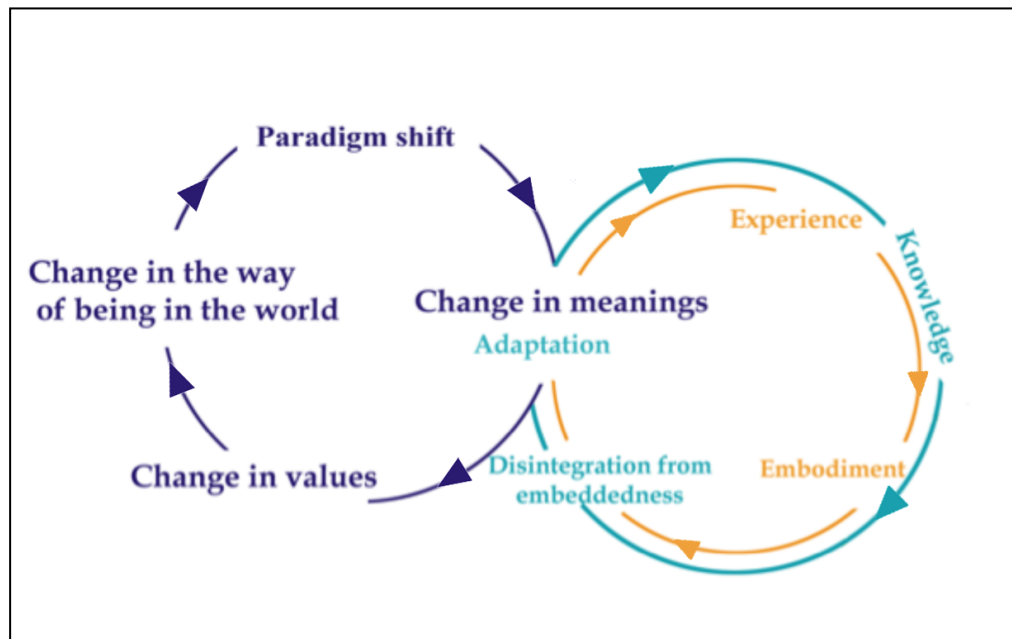 Paradigm shift
Experience
Knowledge
Change in the way
of being in the world
Change in meanings
Adaptation
Disintegration from
embeddedness
Embodiment
Change in values